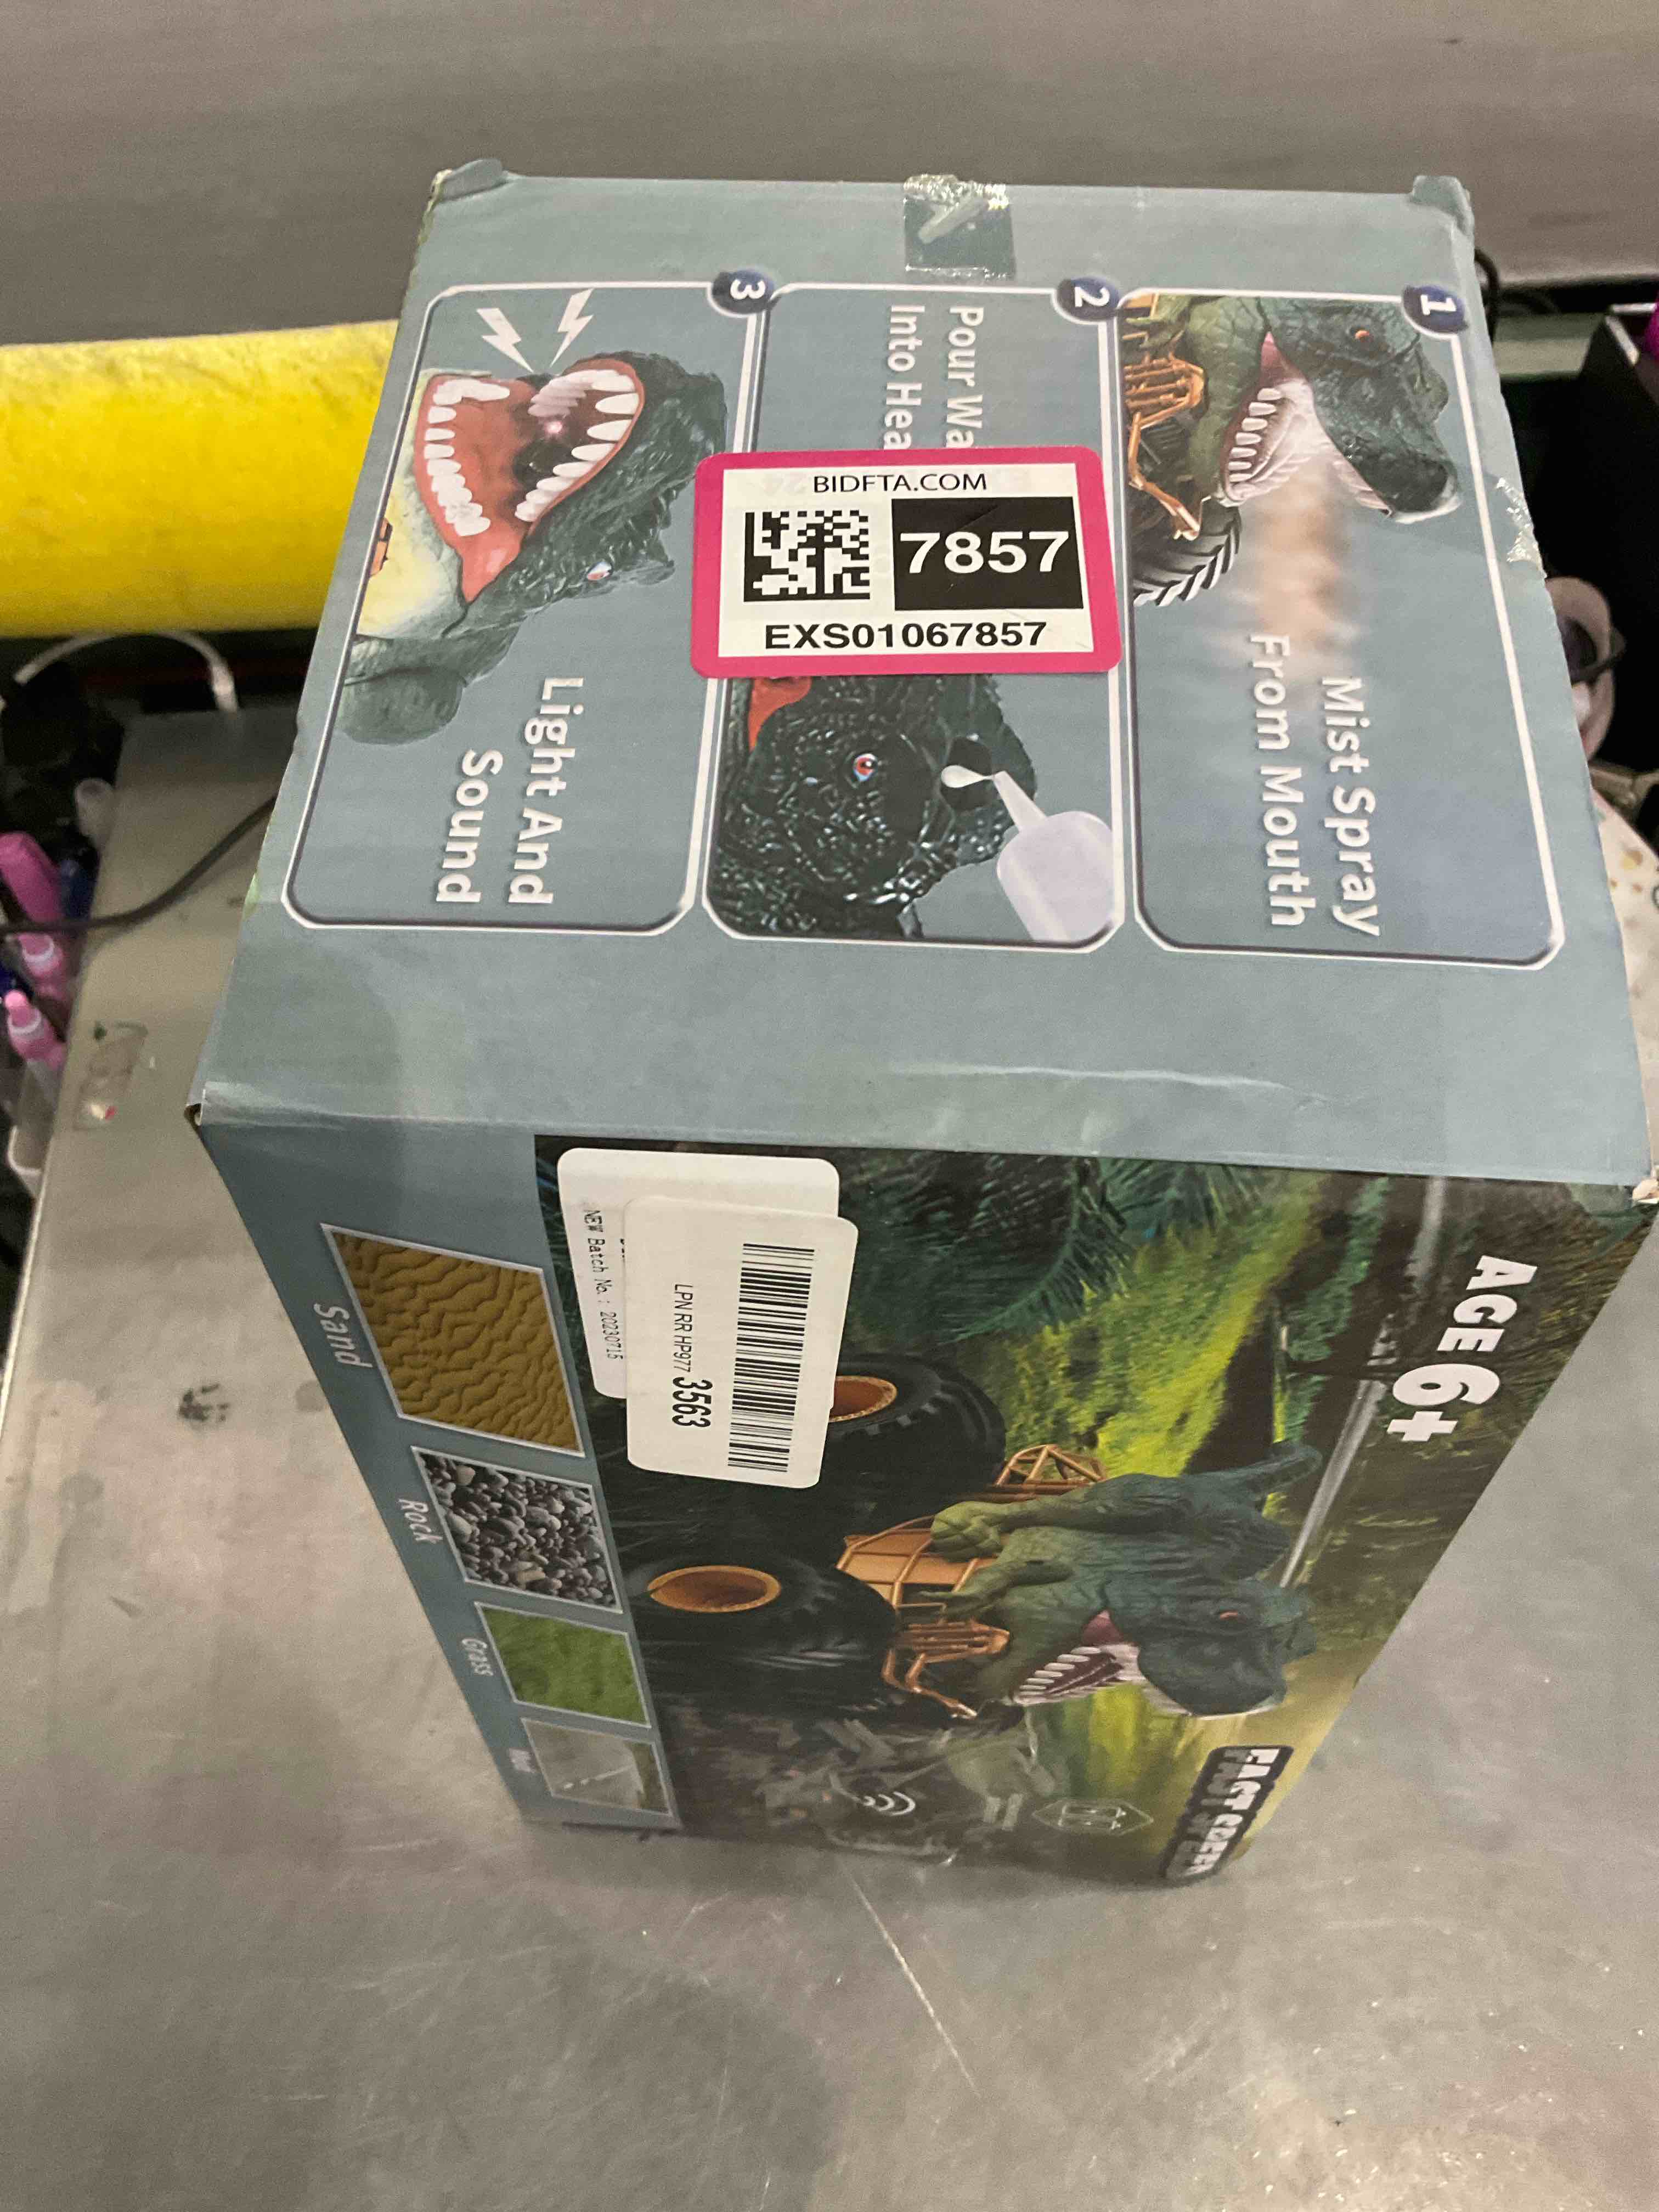 1
Mist Spray
From Mouth
2
Pour Wa
Into Hea
3
Light And
Sound
BIDFTA.COM
7857
EXS01067857
AGE 6+
FAST SPEED
NEW Batch No.: 20230715
LPN RR HP977 3563
Sand
Rock
Grass